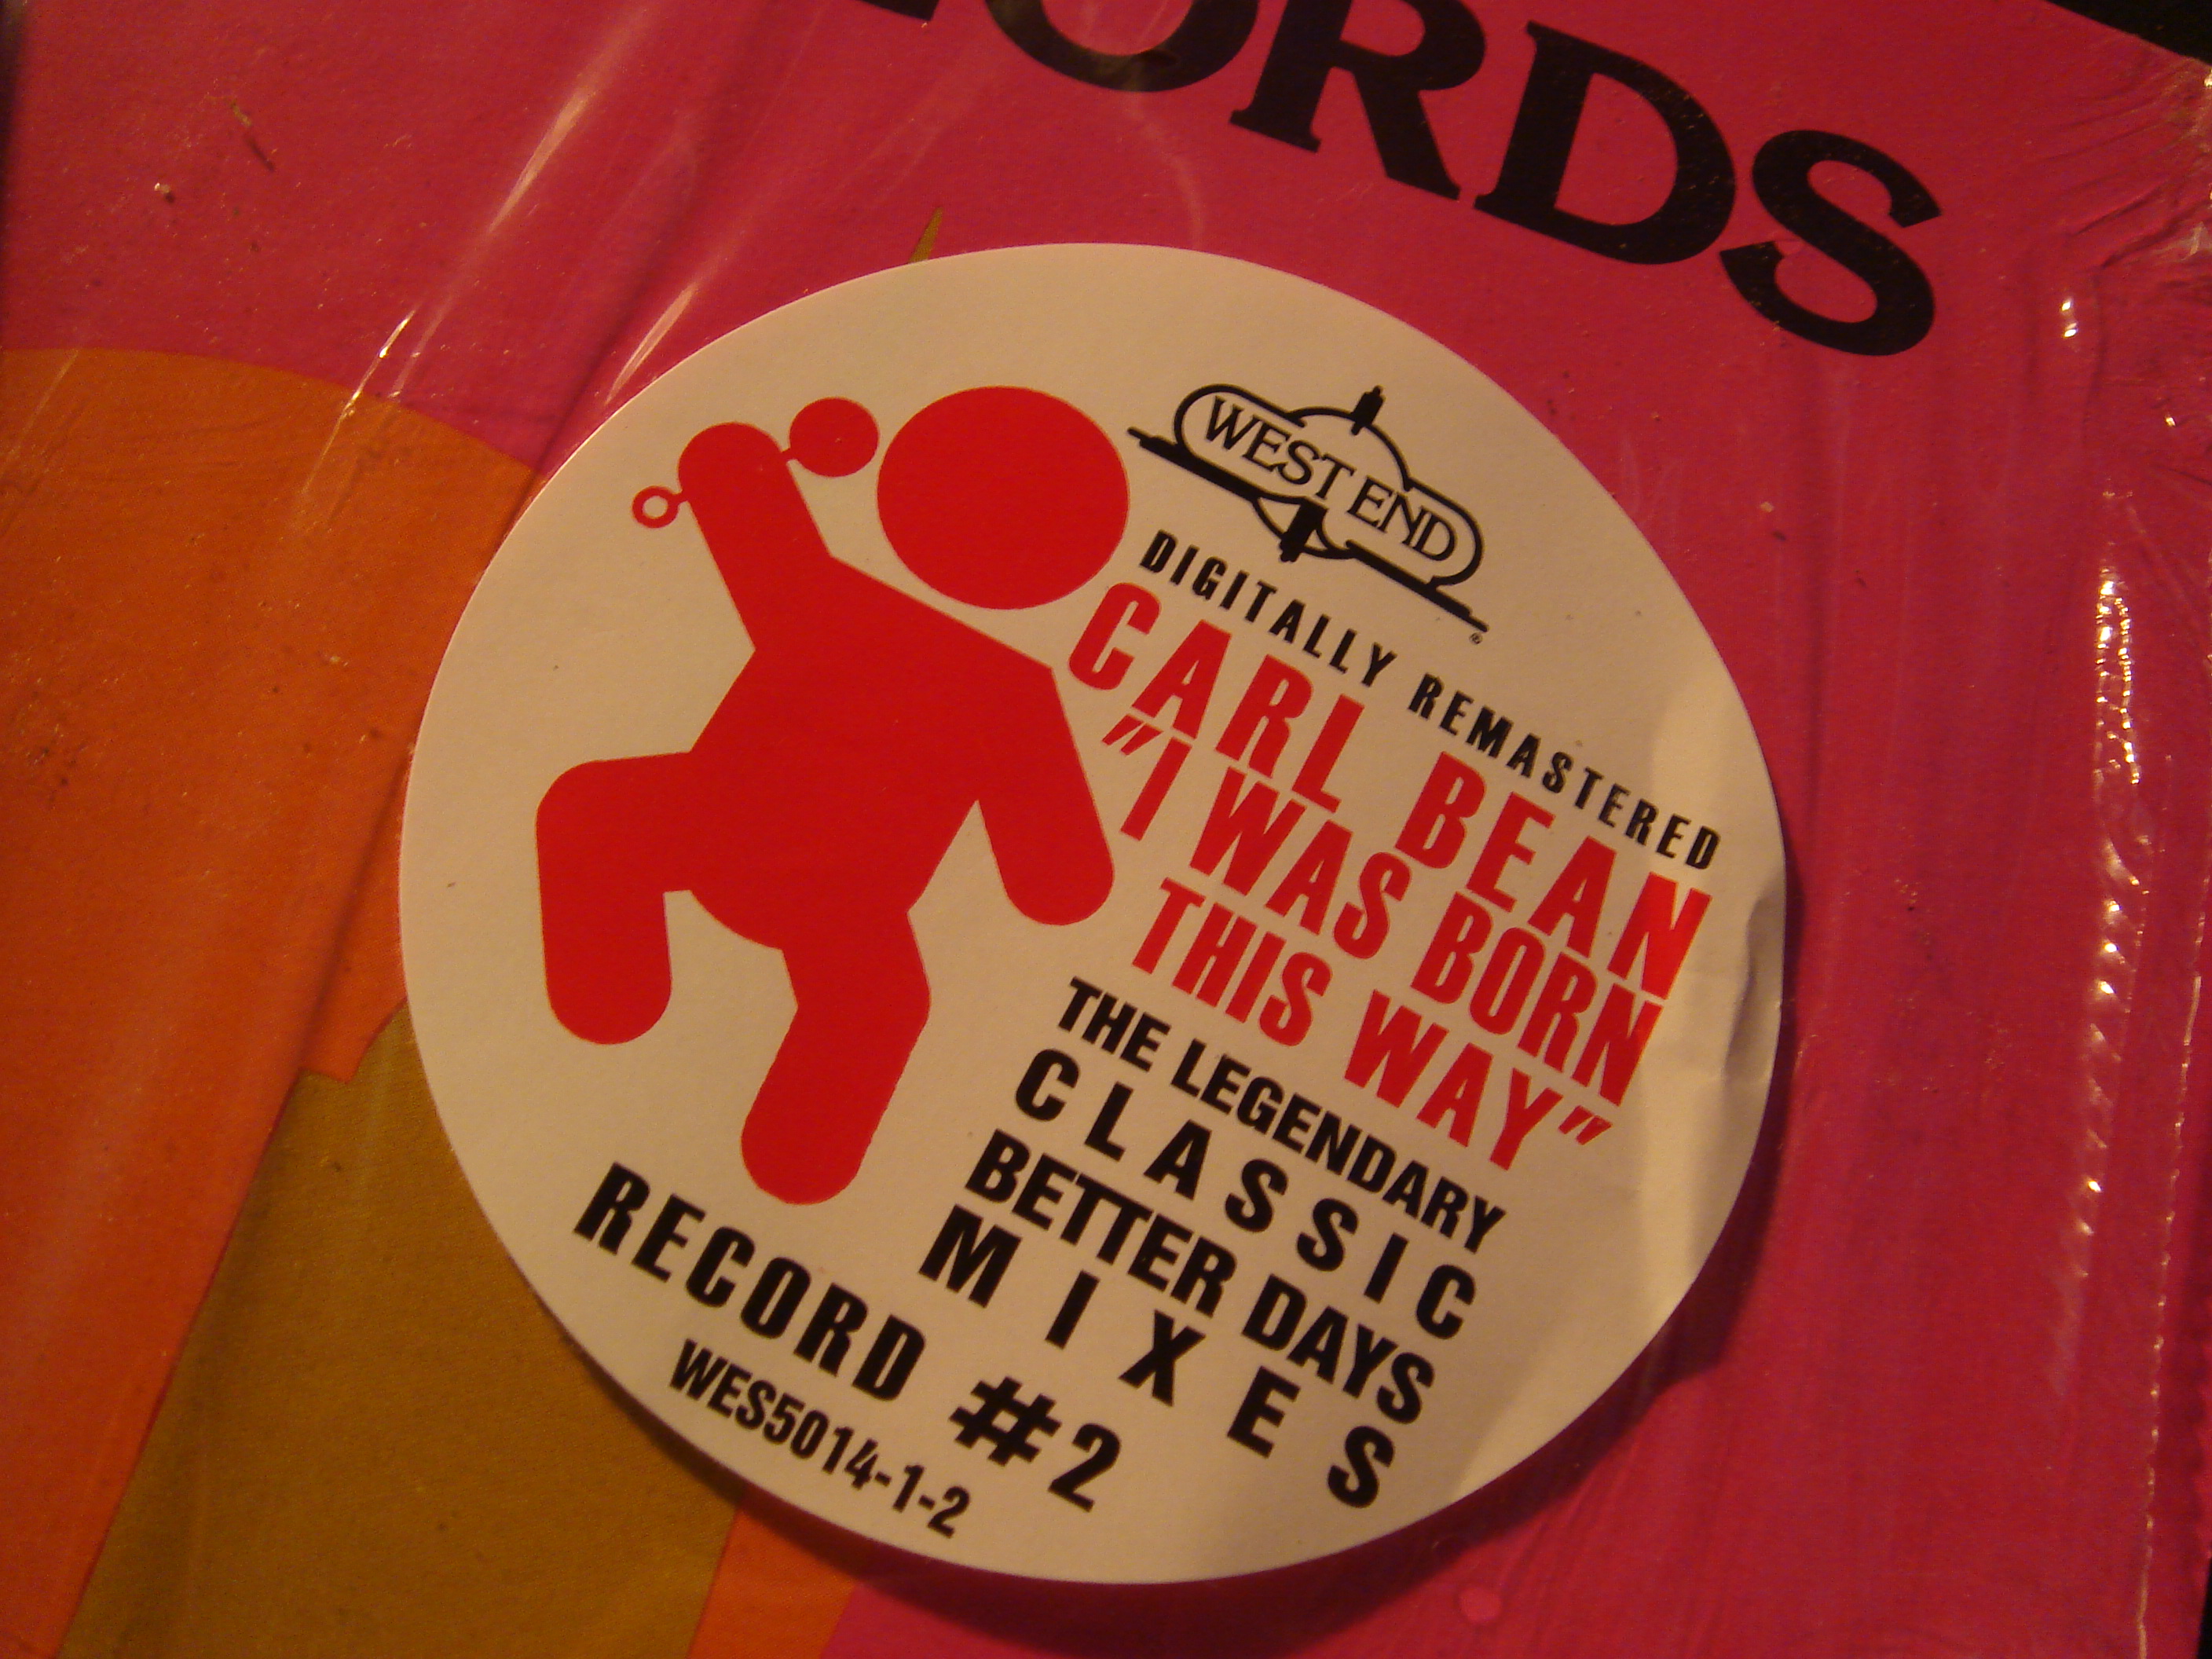 ORDS
WEST END
®
DIGITALLY REMASTERED
CARL BEAN
"I WAS BORN
THIS WAY"
THE LEGENDARY
CLASSIC
BETTER DAYS
MIXES
RECORD #2
WES5014-1-2